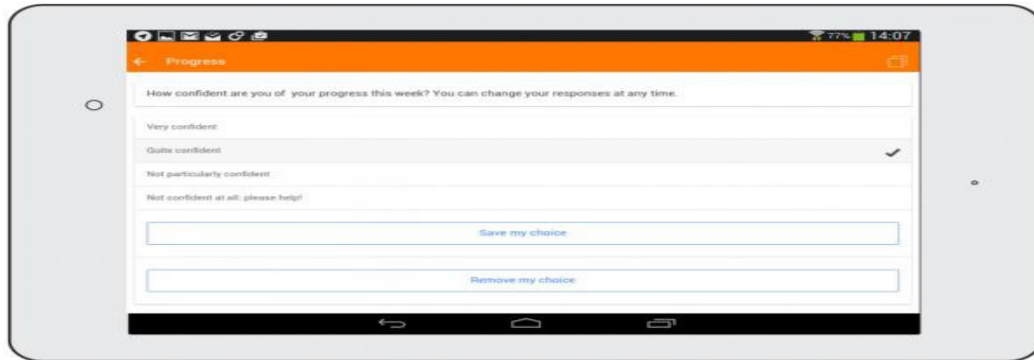 77% 14:07
Progress
How confident are you of your progress this week? You can change your responses at any time.
Very confident
Quite confident
Not particularly confident
Not confident at all: please help!
Save my choice
Remove my choice